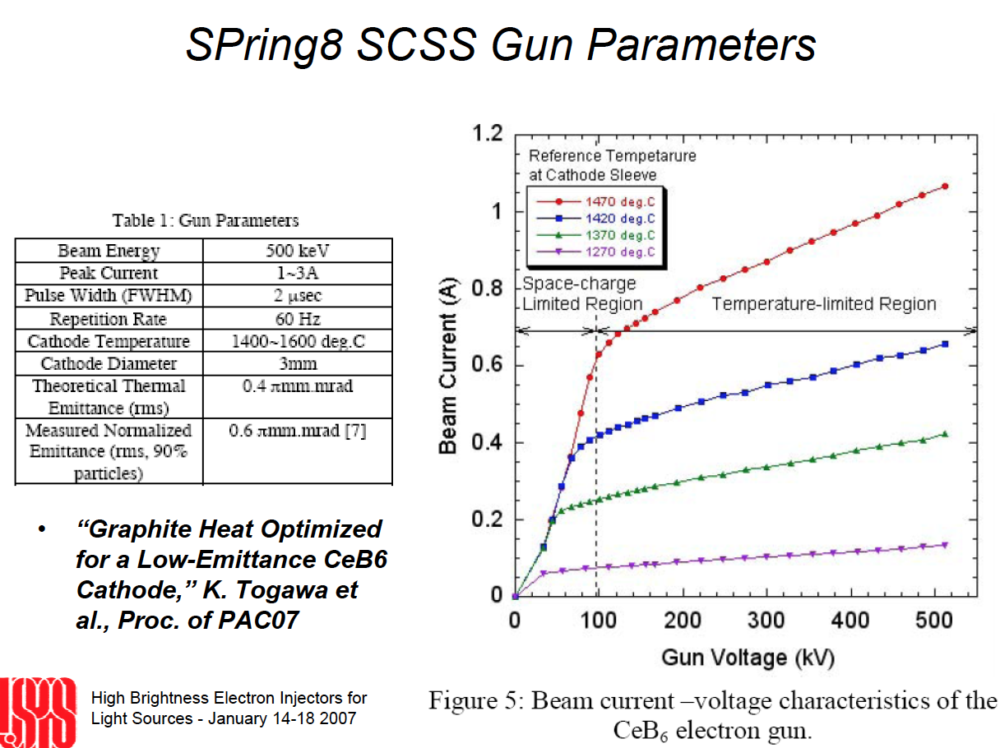 SPring8 SCSS Gun Parameters
Table 1: Gun Parameters
Beam Energy 500 keV
Peak Current 1~3A
Pulse Width (FWHM) 2 μsec
Repetition Rate 60 Hz
Cathode Temperature 1400~1600 deg.C
Cathode Diameter 3mm
Theoretical Thermal 0.4 πmm.mrad
Emittance (rms)
Measured Normalized 0.6 πmm.mrad [7]
Emittance (rms, 90%
particles)
• “Graphite Heat Optimized
for a Low-Emittance CeB6
Cathode,” K. Togawa et
al., Proc. of PAC07
1.2
1
0.8
0.6
0.4
0.2
0
Beam Current (A)
Reference Tempetarure
at Cathode Sleeve
1470 deg.C
1420 deg.C
1370 deg.C
1270 deg.C
Space-charge
Limited Region
Temperature-limited Region
0 100 200 300 400 500
Gun Voltage (kV)
Figure 5: Beam current –voltage characteristics of the
CeB6 electron gun.
High Brightness Electron Injectors for
Light Sources - January 14-18 2007